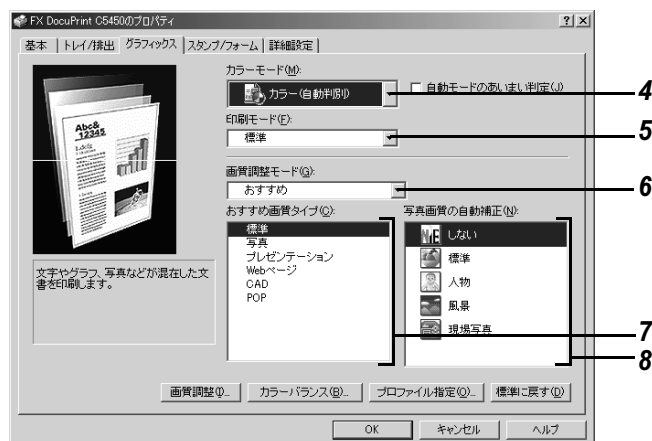 FX DocuPrint C5450のプロパティ
? ×
基本 トレイ/排出 グラフィックス スタンプ/フォーム 詳細設定
カラーモード(M):
カラー(自動判別)
自動モードのあいまい判定(J)
4
印刷モード(F):
標準
5
画質調整モード(G):
おすすめ
6
おすすめ画質タイプ(C):
標準
写真
プレゼンテーション
Webページ
CAD
POP
7
写真画質の自動補正(N):
しない
標準
人物
風景
現場写真
8
Abc&
12345
文字やグラフ、写真などが混在した文
書を印刷します。
画質調整(I)... カラーバランス(B)... プロファイル指定(O)... 標準に戻す(D)
OK キャンセル ヘルプ